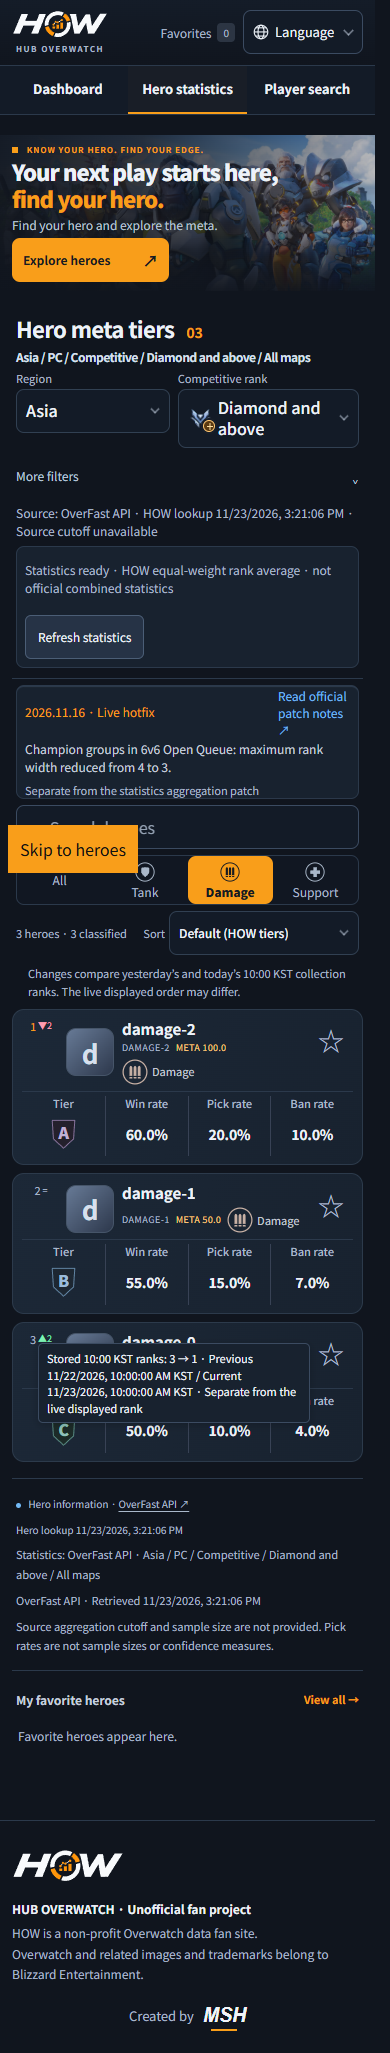 HOW
HUB OVERWATCH
Favorites 0
Language
Dashboard
Hero statistics
Player search
KNOW YOUR HERO. FIND YOUR EDGE.
Your next play starts here,
find your hero.
Find your hero and explore the meta.
Explore heroes ↗
Hero meta tiers 03
Asia / PC / Competitive / Diamond and above / All maps
Region
Competitive rank
Asia
Diamond and
above
More filters
Source: OverFast API · HOW lookup 11/23/2026, 3:21:06 PM ·
Source cutoff unavailable
Statistics ready · HOW equal-weight rank average · not
official combined statistics
Refresh statistics
2026.11.16 · Live hotfix
Read official
patch notes
↗
Champion groups in 6v6 Open Queue: maximum rank
width reduced from 4 to 3.
Separate from the statistics aggregation patch
Skip to heroes
All
Tank
Damage
Support
3 heroes · 3 classified
Sort
Default (HOW tiers)
Changes compare yesterday's and today's 10:00 KST collection
ranks. The live displayed order may differ.
1 ▼2
d
damage-2
DAMAGE-2 META 100.0
Damage
☆
Tier
Win rate
Pick rate
Ban rate
A
60.0%
20.0%
10.0%
2 =
d
damage-1
DAMAGE-1 META 50.0
Damage
☆
Tier
Win rate
Pick rate
Ban rate
B
55.0%
15.0%
7.0%
3 ▲2
damage-0
☆
Stored 10:00 KST ranks: 3 → 1 · Previous
11/22/2026, 10:00:00 AM KST / Current
11/23/2026, 10:00:00 AM KST · Separate from the
live displayed rank
rate
C
50.0%
10.0%
4.0%
Hero information · OverFast API ↗
Hero lookup 11/23/2026, 3:21:06 PM
Statistics: OverFast API · Asia / PC / Competitive / Diamond and
above / All maps
OverFast API · Retrieved 11/23/2026, 3:21:06 PM
Source aggregation cutoff and sample size are not provided. Pick
rates are not sample sizes or confidence measures.
My favorite heroes
View all →
Favorite heroes appear here.
HOW
HUB OVERWATCH · Unofficial fan project
HOW is a non-profit Overwatch data fan site.
Overwatch and related images and trademarks belong to
Blizzard Entertainment.
Created by MSH